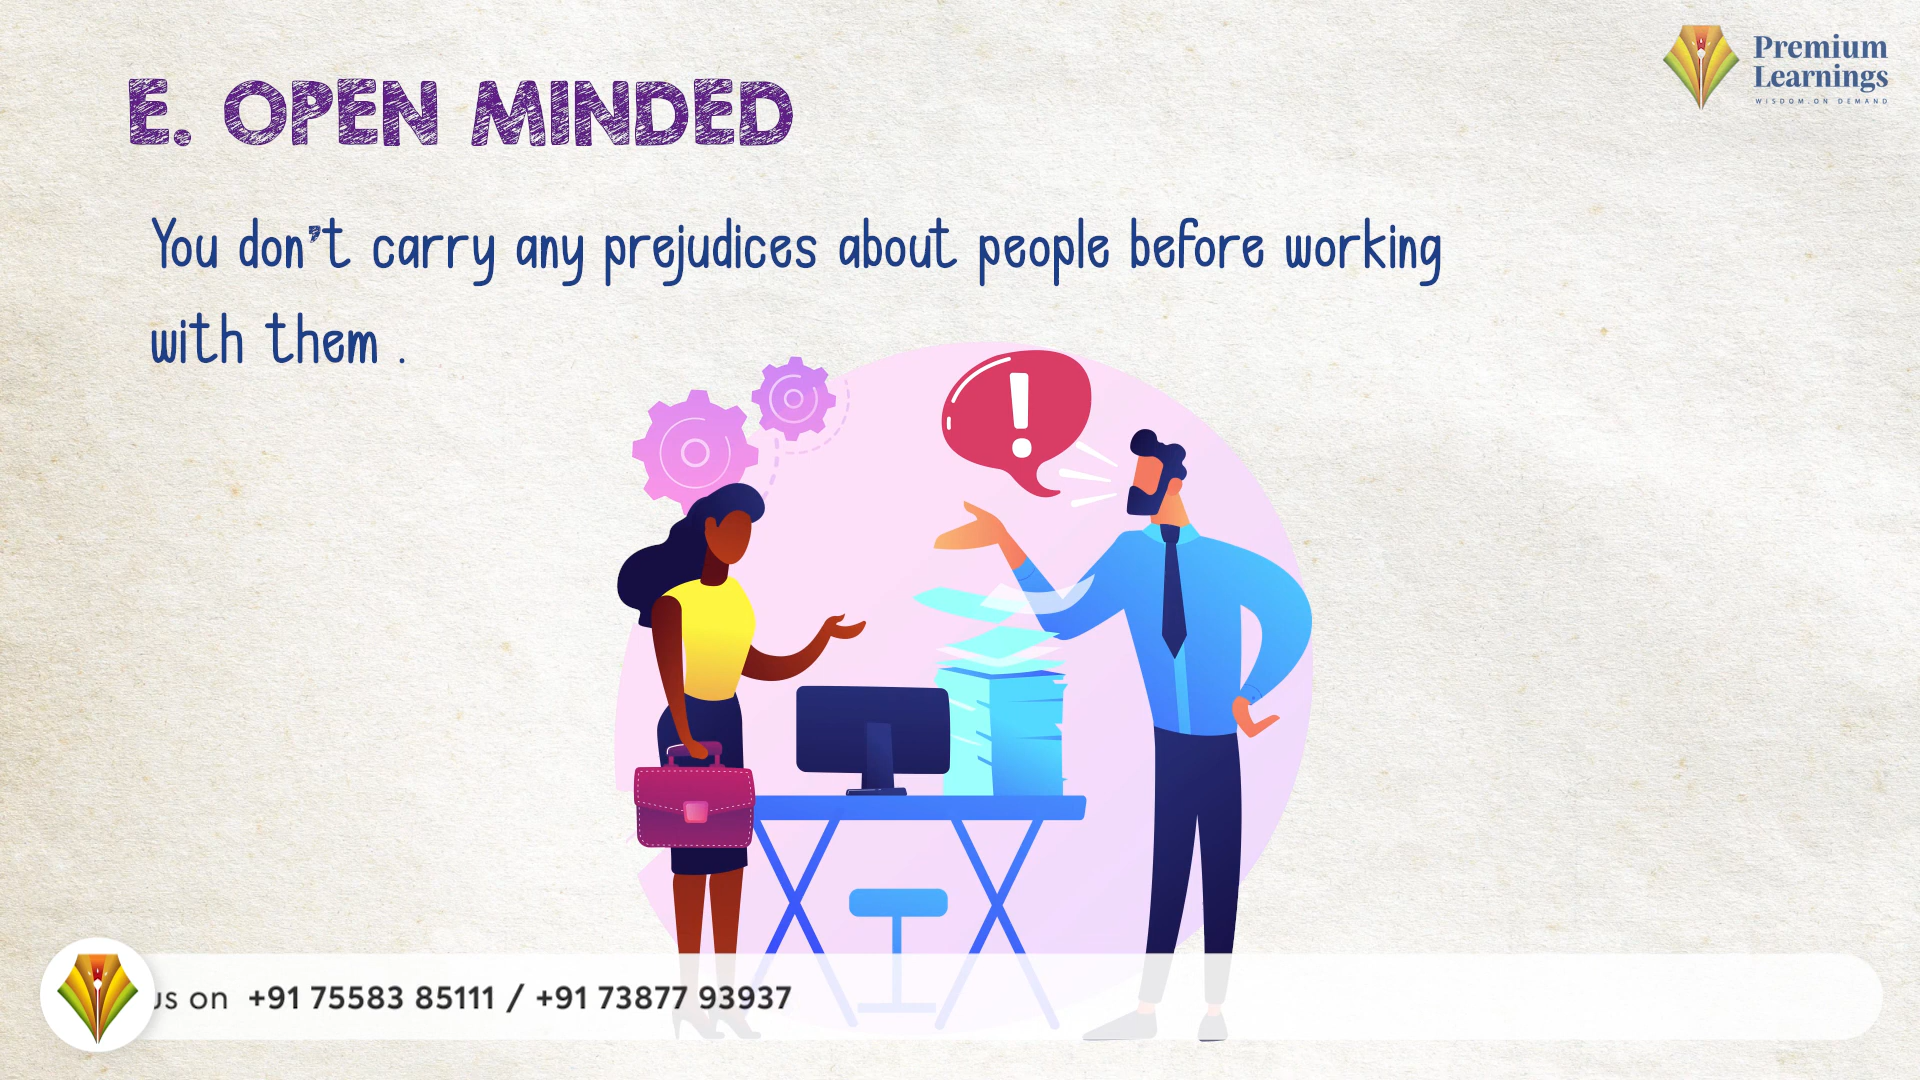 Premium
Learnings
WISDOM.ON DEMAND
E. OPEN MINDED
You don't carry any prejudices about people before working
with them .
us on +91 75583 85111 / +91 73877 93937